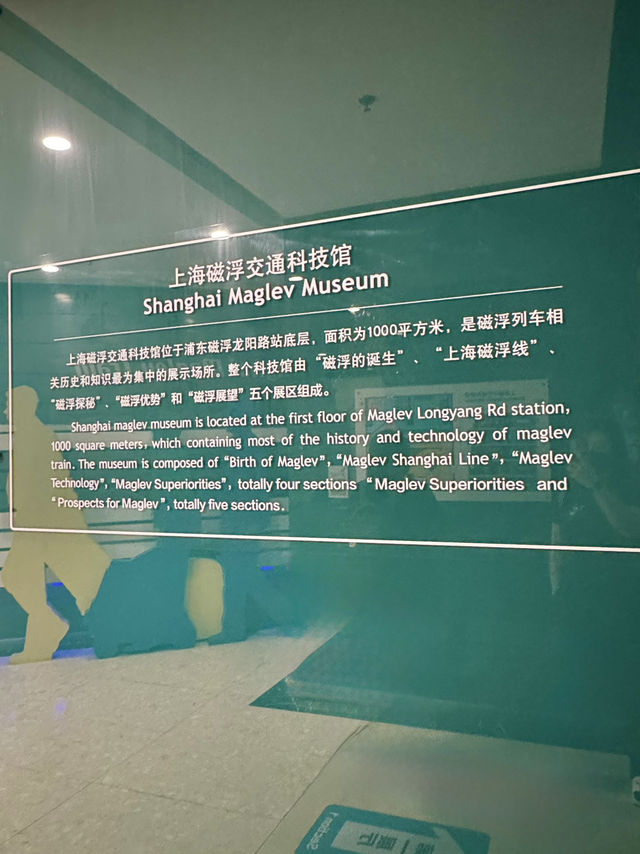 上海磁浮交通科技馆
Shanghai Maglev Museum
上海磁浮交通科技馆位于浦东磁浮龙阳路站底层，面积为1000平方米，是磁浮列车相
关历史和知识最为集中的展示场所。整个科技馆由“磁浮的诞生”、“上海磁浮线”、
“磁浮探秘”、“磁浮优势”和“磁浮展望”五个展区组成。
Shanghai maglev museum is located at the first floor of Maglev Longyang Rd station,
1000 square meters, which containing most of the history and technology of maglev
train. The museum is composed of “Birth of Maglev”, “Maglev Shanghai Line”, “Maglev
Technology”, “Maglev Superiorities”, totally four sections “Maglev Superiorities and
“Prospects for Maglev”, totally five sections.
Section 1